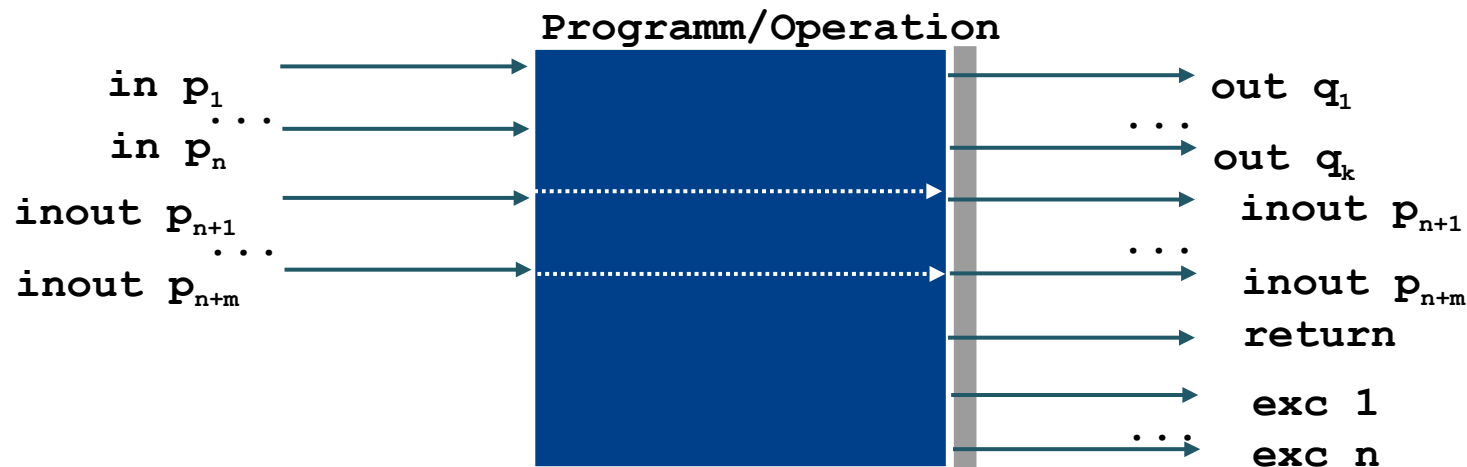 Programm/Operation
in p₁
...
in pₙ
inout pₙ₊₁
...
inout pₙ₊ₘ
out q₁
...
out qₖ
inout pₙ₊₁
...
inout pₙ₊ₘ
return
exc 1
...
exc n